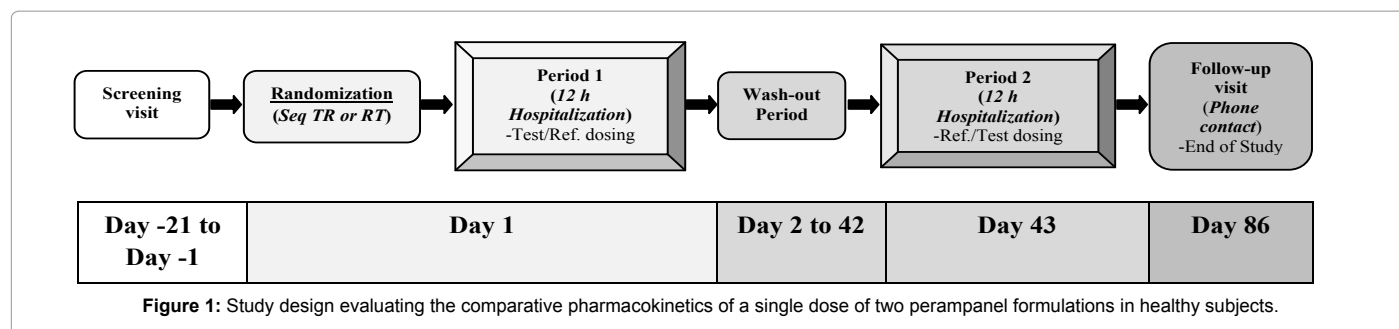 Screening
visit
Randomization
(Seq TR or RT)
Period 1
(12 h
Hospitalization)
-Test/Ref. dosing
Wash-out
Period
Period 2
(12 h
Hospitalization)
-Ref./Test dosing
Follow-up
visit
(Phone
contact)
-End of Study
Day -21 to
Day -1
Day 1
Day 2 to 42
Day 43
Day 86
Figure 1: Study design evaluating the comparative pharmacokinetics of a single dose of two perampanel formulations in healthy subjects.